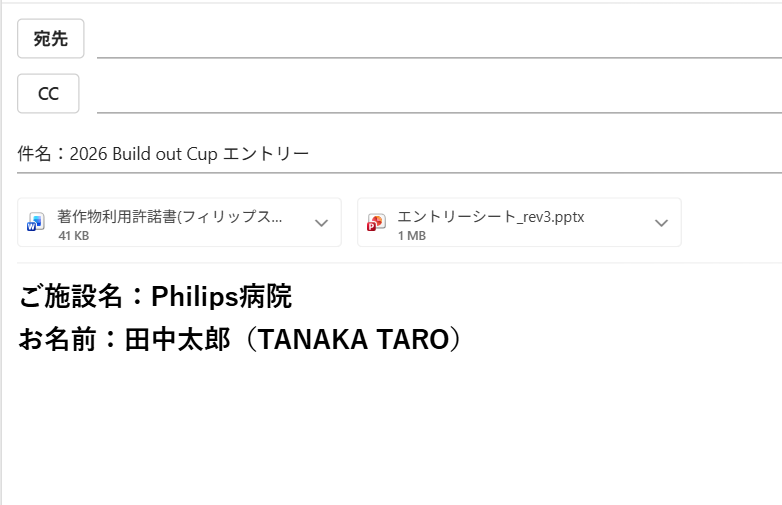 宛先
CC
件名：2026 Build out Cup エントリー
著作物利用許諾書(フィリップス...
41 KB
エントリーシート_rev3.pptx
1 MB
ご施設名：Philips病院
お名前：田中太郎（TANAKA TARO）